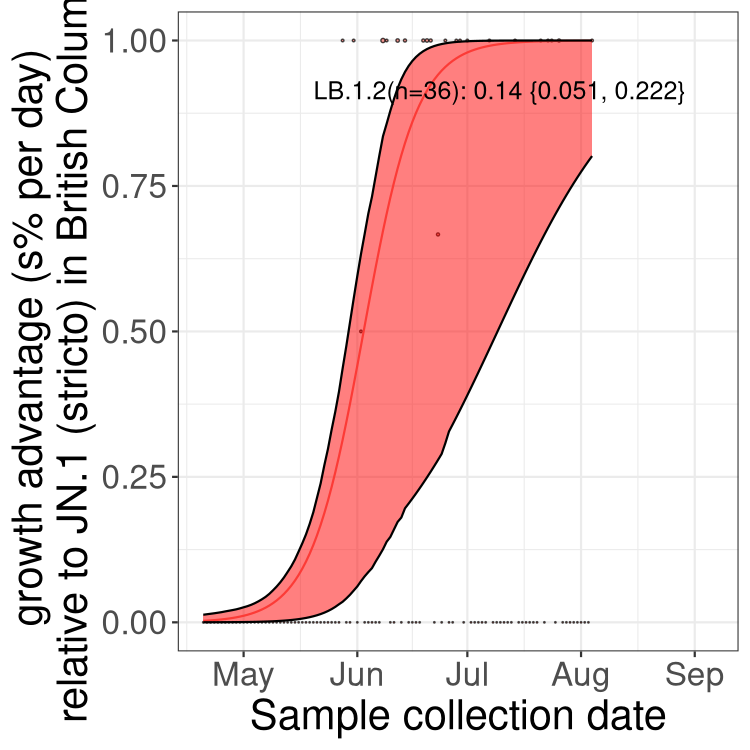 growth advantage (s% per day)
relative to JN.1 (stricto) in British Colum
1.00
0.75
0.50
0.25
0.00
LB.1.2(n=36): 0.14 {0.051, 0.222}
May Jun Jul Aug Sep
Sample collection date